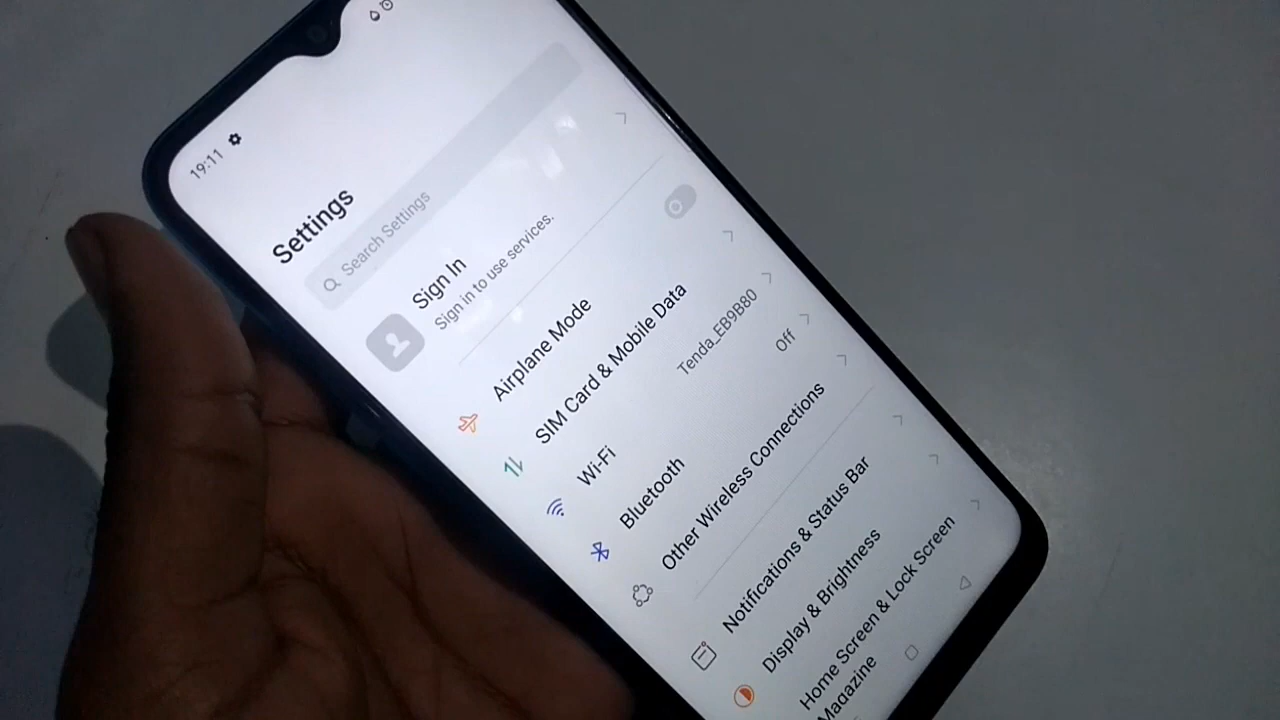 19:11
Settings
Search Settings
Sign In
Sign in to use services.
Airplane Mode
SIM Card & Mobile Data
Wi-Fi Tenda_EB9B80
Bluetooth Off
Other Wireless Connections
Notifications & Status Bar
Display & Brightness
Home Screen & Lock Screen
Magazine